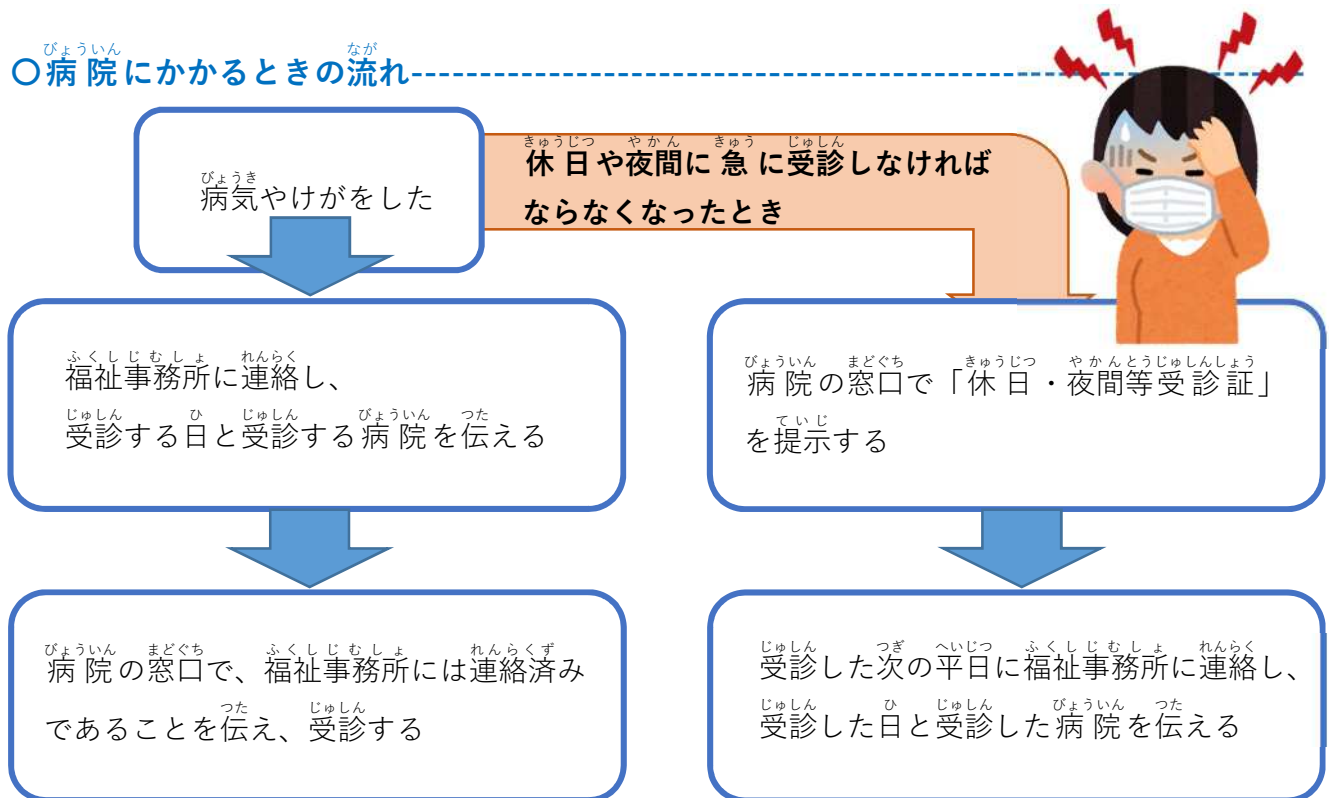 〇病院にかかるときの流れ
病気やけがをした
休日や夜間に急に受診しなければ
ならなくなったとき
福祉事務所に連絡し、
受診する日と受診する病院を伝える
病院の窓口で、福祉事務所には連絡済み
であることを伝え、受診する
病院の窓口で「休日・夜間等受診証」
を提示する
受診した次の平日に福祉事務所に連絡し、
受診した日と受診した病院を伝える